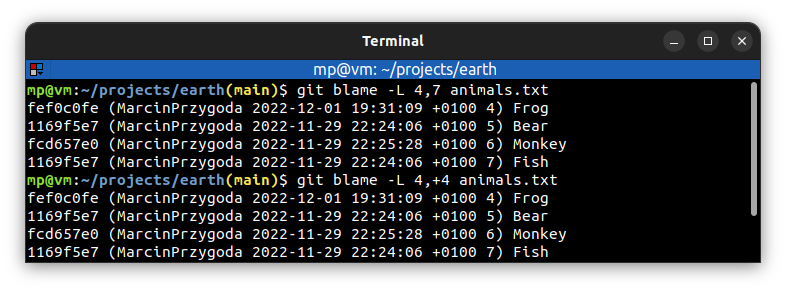 Terminal
mp@vm: ~/projects/earth
mp@vm:~/projects/earth(main)$ git blame -L 4,7 animals.txt
fef0c0fe (MarcinPrzygoda 2022-12-01 19:31:09 +0100 4) Frog
1169f5e7 (MarcinPrzygoda 2022-11-29 22:24:06 +0100 5) Bear
fcd657e0 (MarcinPrzygoda 2022-11-29 22:25:28 +0100 6) Monkey
1169f5e7 (MarcinPrzygoda 2022-11-29 22:24:06 +0100 7) Fish
mp@vm:~/projects/earth(main)$ git blame -L 4,+4 animals.txt
fef0c0fe (MarcinPrzygoda 2022-12-01 19:31:09 +0100 4) Frog
1169f5e7 (MarcinPrzygoda 2022-11-29 22:24:06 +0100 5) Bear
fcd657e0 (MarcinPrzygoda 2022-11-29 22:25:28 +0100 6) Monkey
1169f5e7 (MarcinPrzygoda 2022-11-29 22:24:06 +0100 7) Fish